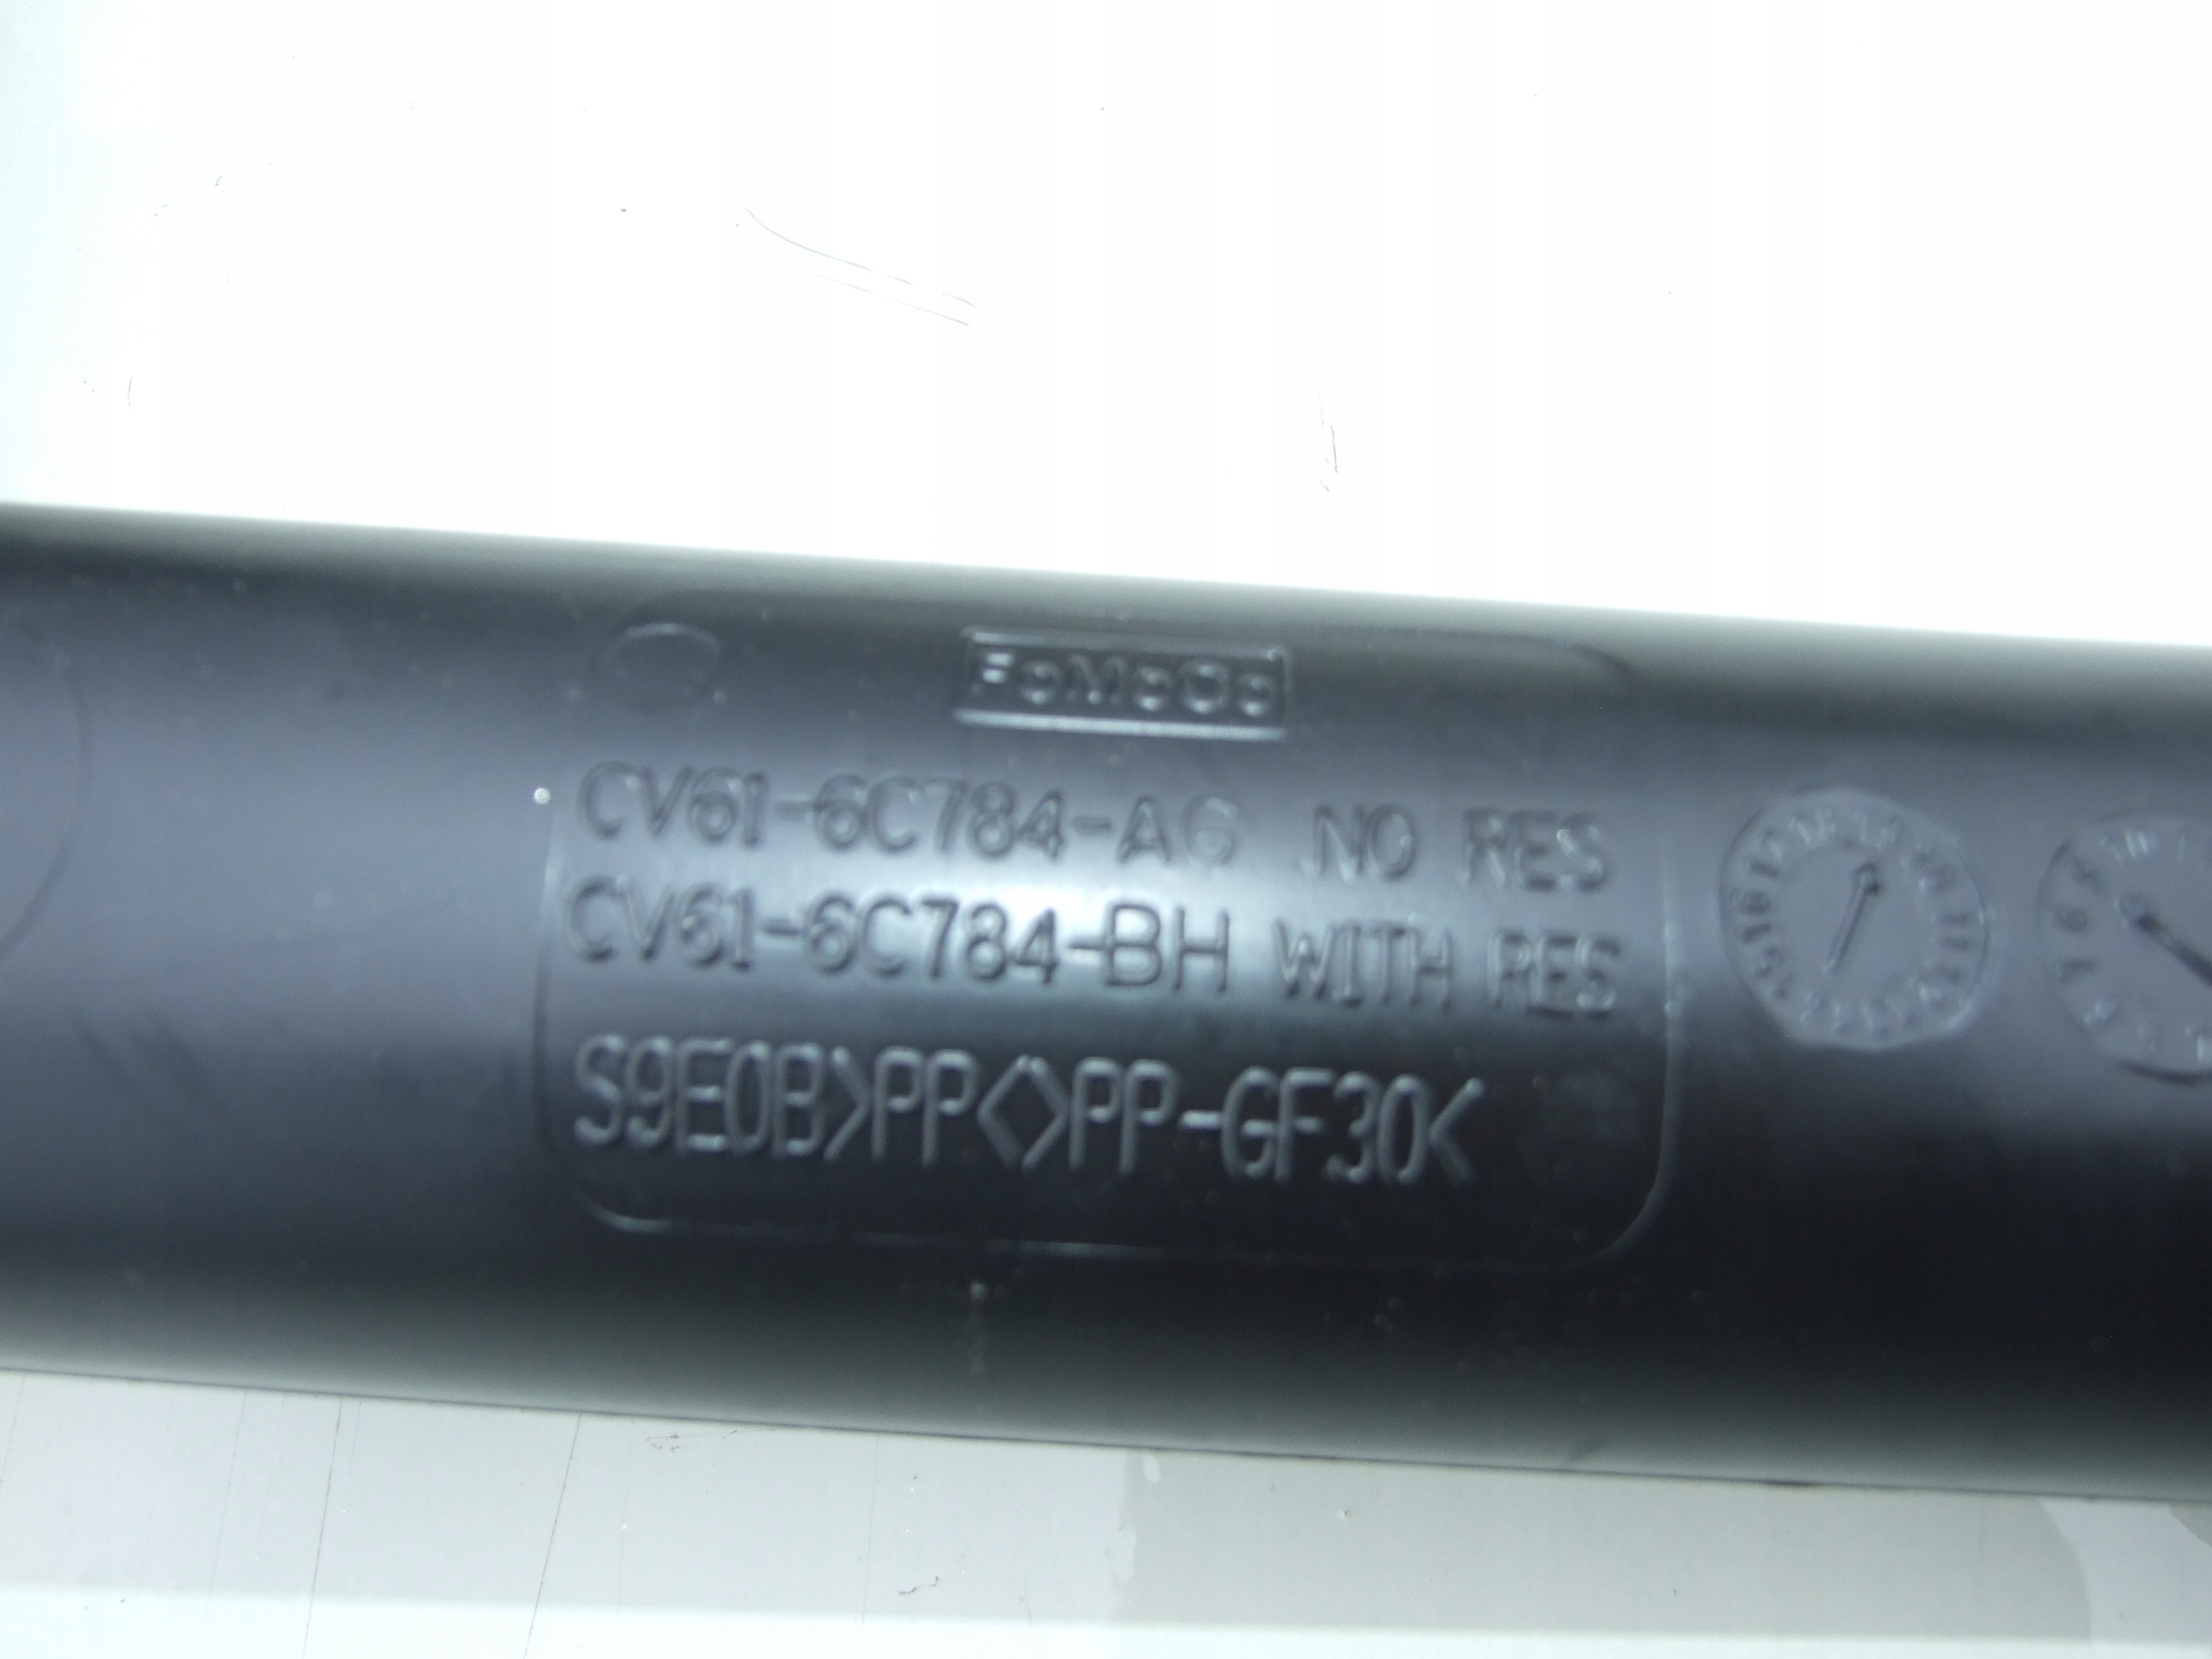 FoMoCo
CV61-6C784-AG NO RES
CV61-6C784-BH WITH RES
S9E0B>PP<>PP-GF30<